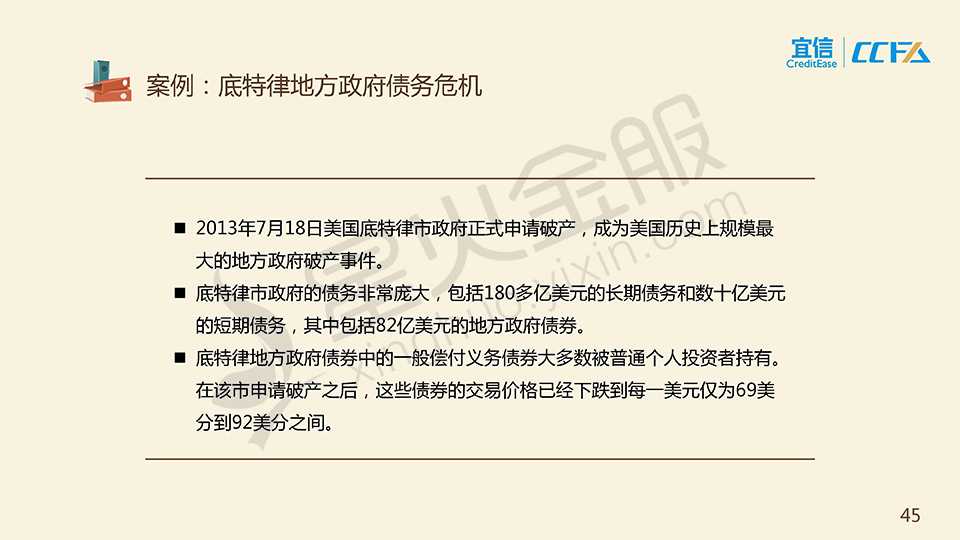 宜信
CreditEase
CCFA
案例：底特律地方政府债务危机
星火金服
xinghuo.yixin.com
■ 2013年7月18日美国底特律市政府正式申请破产，成为美国历史上规模最
大的地方政府破产事件。
■ 底特律市政府的债务非常庞大，包括180多亿美元的长期债务和数十亿美元
的短期债务，其中包括82亿美元的地方政府债券。
■ 底特律地方政府债券中的一般偿付义务债券大多数被普通个人投资者持有。
在该市申请破产之后，这些债券的交易价格已经下跌到每一美元仅为69美
分到92美分之间。
45